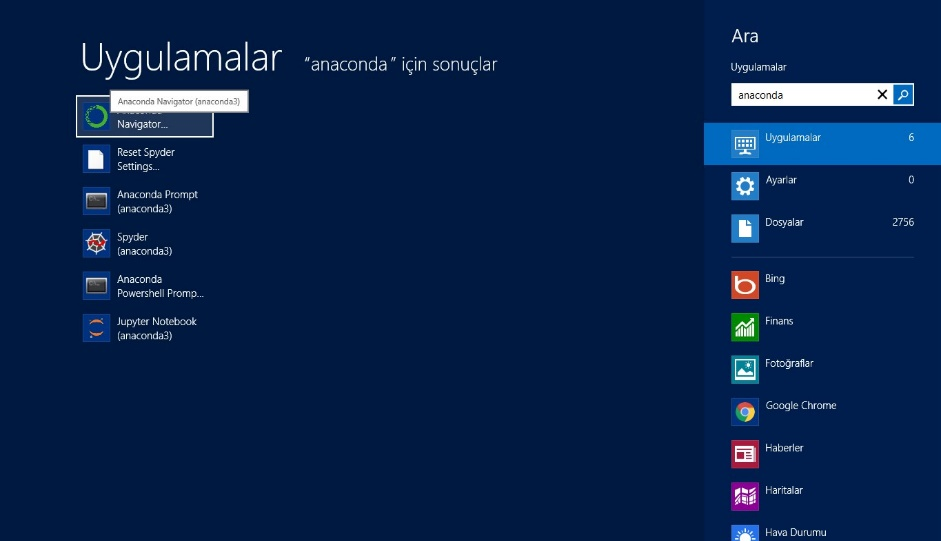 Uygulamalar "anaconda" için sonuçlar
Anaconda Navigator (anaconda3)
Anaconda
Navigator...
Reset Spyder
Settings...
Anaconda Prompt
(anaconda3)
Spyder
(anaconda3)
Anaconda
Powershell Promp...
Jupyter Notebook
(anaconda3)
Ara
Uygulamalar
anaconda
Uygulamalar 6
Ayarlar 0
Dosyalar 2756
Bing
Finans
Fotoğraflar
Google Chrome
Haberler
Haritalar
Hava Durumu